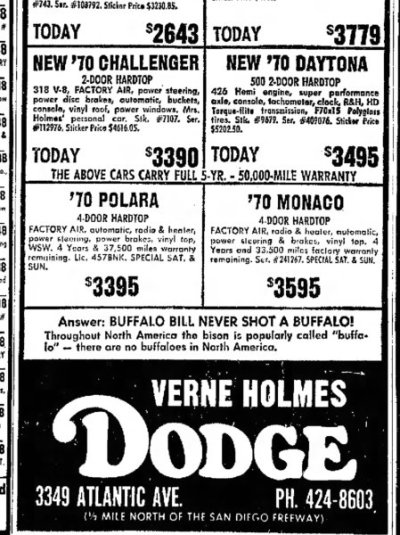 #743. Ser. #108792. Sticker Price $3230.85.
TODAY $2643
TODAY $3779
NEW '70 CHALLENGER
2-DOOR HARDTOP
318 V-8, FACTORY AIR, power steering,
power disc brakes, automatic, buckets,
console, vinyl roof, power windows. Mrs.
Holmes' personal car. Stk. #7107. Ser.
#112976. Sticker Price $4616.05.
TODAY $3390
NEW '70 DAYTONA
500 2-DOOR HARDTOP
426 Hemi engine, super performance
axle, console, tachometer, clock, R&H, HD
Torque-flite transmission, F70x15 Polyglass
tires. Stk. #9679. Ser. #409076. Sticker Price
$5202.50.
TODAY $3495
THE ABOVE CARS CARRY FULL 5-YR. - 50,000-MILE WARRANTY
'70 POLARA
4-DOOR HARDTOP
FACTORY AIR, automatic, radio & heater,
power steering, power brakes, vinyl top,
WSW. 4 Years & 37,500 miles warranty
remaining. Lic. 457BNK. SPECIAL SAT. &
SUN.
$3395
'70 MONACO
4-DOOR HARDTOP
FACTORY AIR, radio & heater, automatic,
power steering & brakes, vinyl top. 4
Years and 33,500 miles factory warranty
remaining. Ser. #241267. SPECIAL SAT. & SUN.
$3595
Answer: BUFFALO BILL NEVER SHOT A BUFFALO!
Throughout North America the bison is popularly called "buffa-
lo" — there are no buffaloes in North America.
VERNE HOLMES
DODGE
3349 ATLANTIC AVE. PH. 424-8603
(½ MILE NORTH OF THE SAN DIEGO FREEWAY)